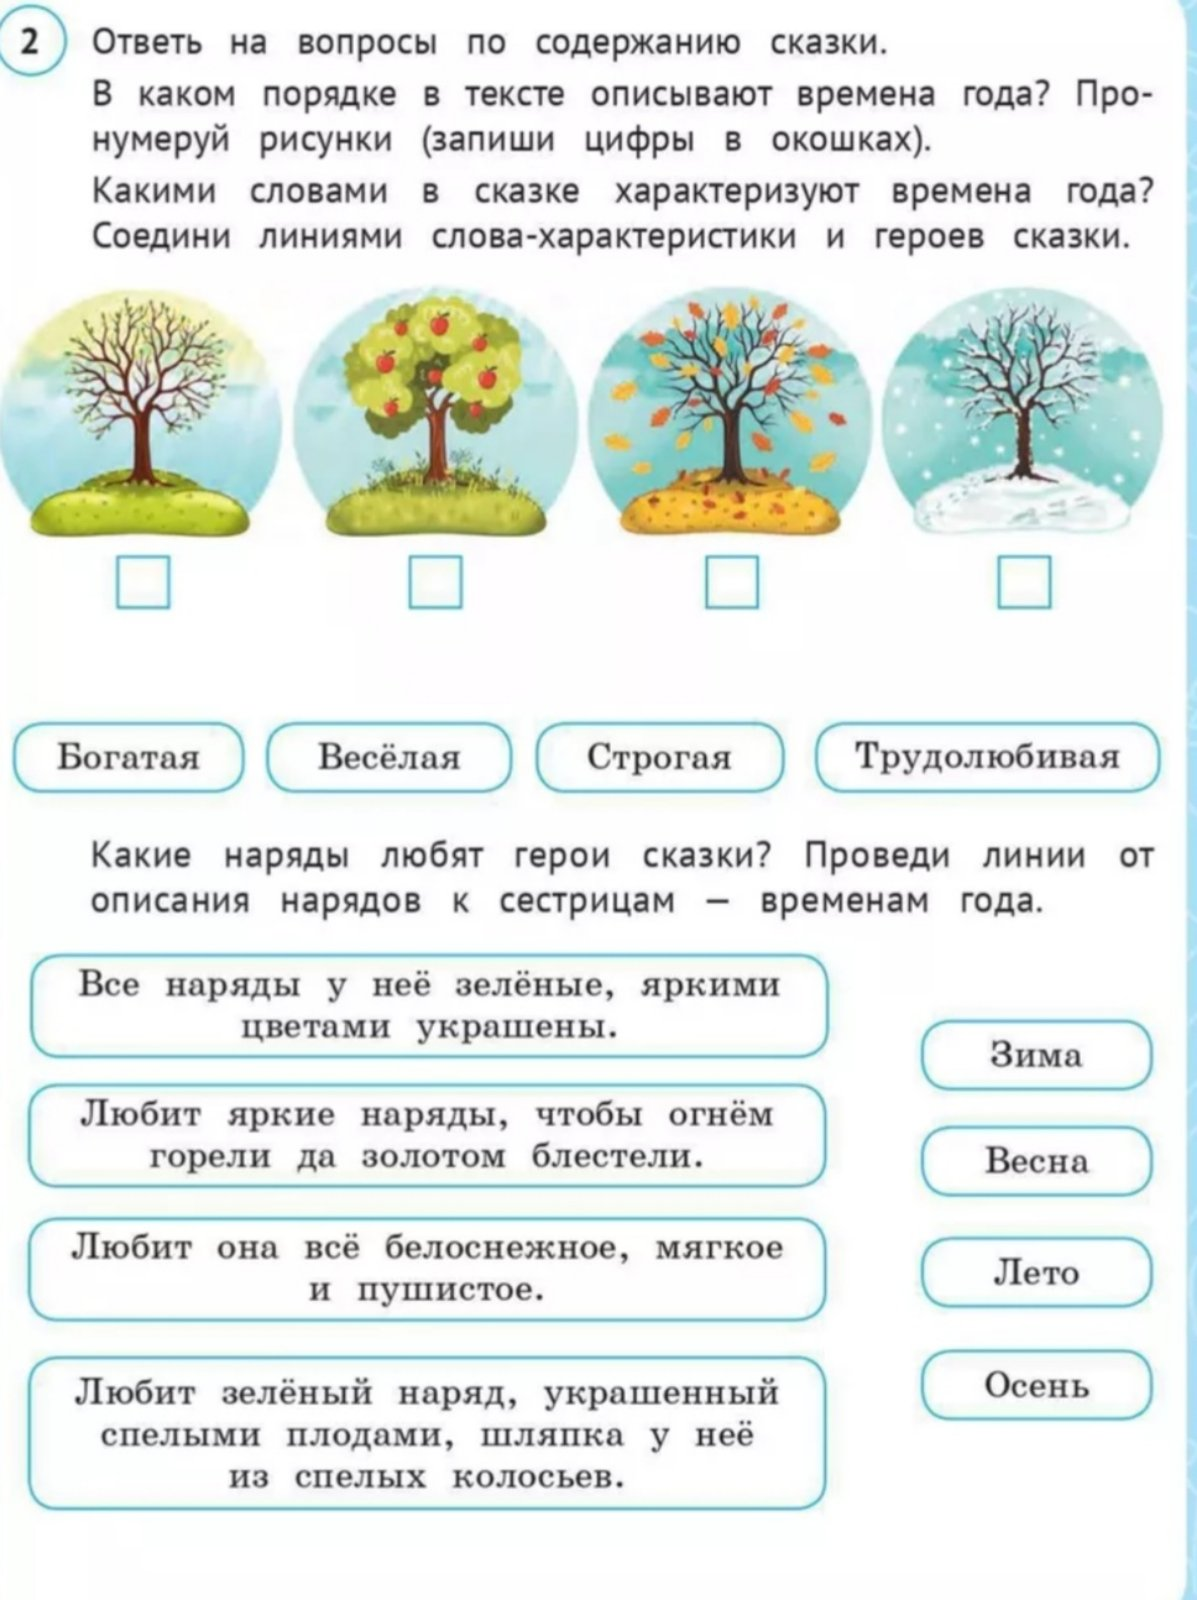 2
Ответь на вопросы по содержанию сказки.
В каком порядке в тексте описывают времена года? Про-
нумеруй рисунки (запиши цифры в окошках).
Какими словами в сказке характеризуют времена года?
Соедини линиями слова-характеристики и героев сказки.
Богатая Весёлая Строгая Трудолюбивая
Какие наряды любят герои сказки? Проведи линии от
описания нарядов к сестрицам — временам года.
Все наряды у неё зелёные, яркими
цветами украшены.
Любит яркие наряды, чтобы огнём
горели да золотом блестели.
Любит она всё белоснежное, мягкое
и пушистое.
Любит зелёный наряд, украшенный
спелыми плодами, шляпка у неё
из спелых колосьев.
Зима
Весна
Лето
Осень